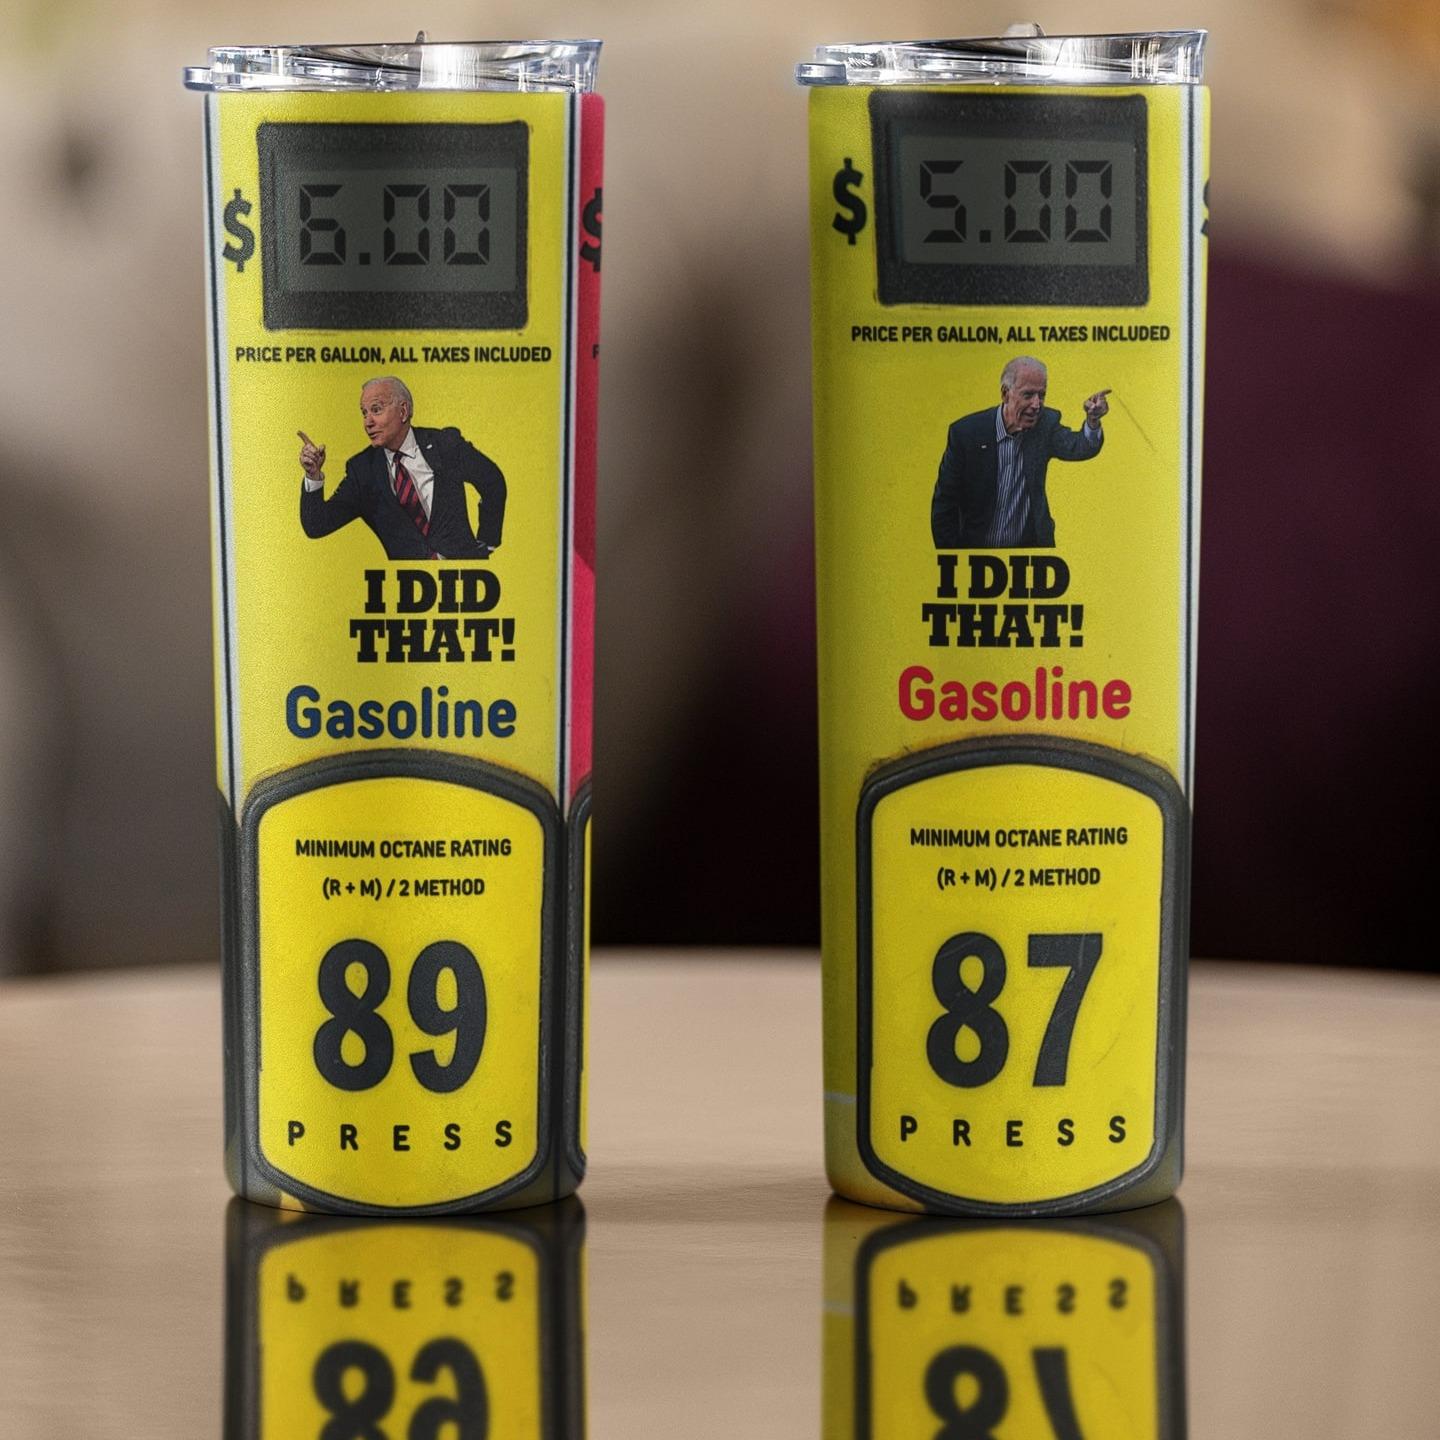 $ 6.00
PRICE PER GALLON, ALL TAXES INCLUDED
I DID
THAT!
Gasoline
MINIMUM OCTANE RATING
(R + M) / 2 METHOD
89
PRESS
$
$ 5.00
PRICE PER GALLON, ALL TAXES INCLUDED
I DID
THAT!
Gasoline
MINIMUM OCTANE RATING
(R + M) / 2 METHOD
87
PRESS